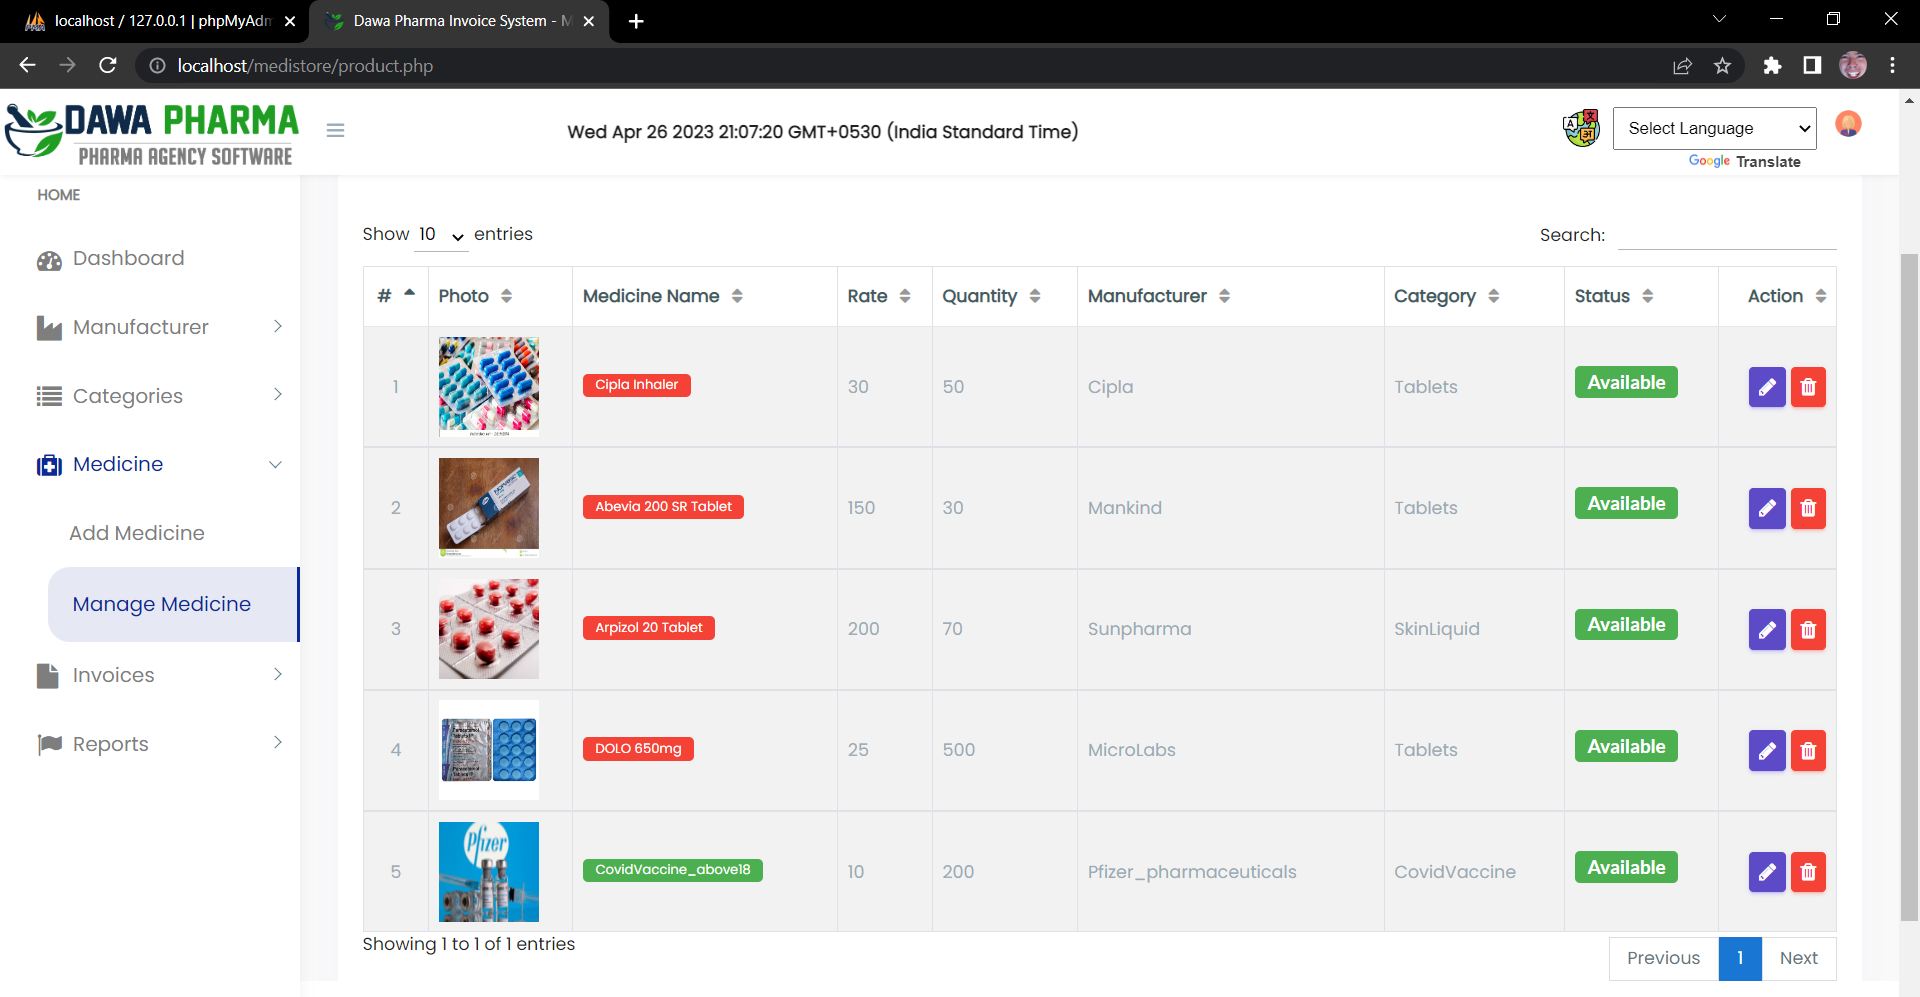 localhost / 127.0.0.1 | phpMyAdm
Dawa Pharma Invoice System - M
localhost/medistore/product.php
DAWA PHARMA
PHARMA AGENCY SOFTWARE
Wed Apr 26 2023 21:07:20 GMT+0530 (India Standard Time)
Select Language
Google Translate
HOME
Dashboard
Manufacturer
Categories
Medicine
Add Medicine
Manage Medicine
Invoices
Reports
Show 10 entries
Search:
# Photo Medicine Name Rate Quantity Manufacturer Category Status Action
1 Cipla Inhaler 30 50 Cipla Tablets Available
2 Abevia 200 SR Tablet 150 30 Mankind Tablets Available
3 Arpizol 20 Tablet 200 70 Sunpharma SkinLiquid Available
4 DOLO 650mg 25 500 MicroLabs Tablets Available
Pfizer
5 CovidVaccine_above18 10 200 Pfizer_pharmaceuticals CovidVaccine Available
Showing 1 to 1 of 1 entries
Previous 1 Next